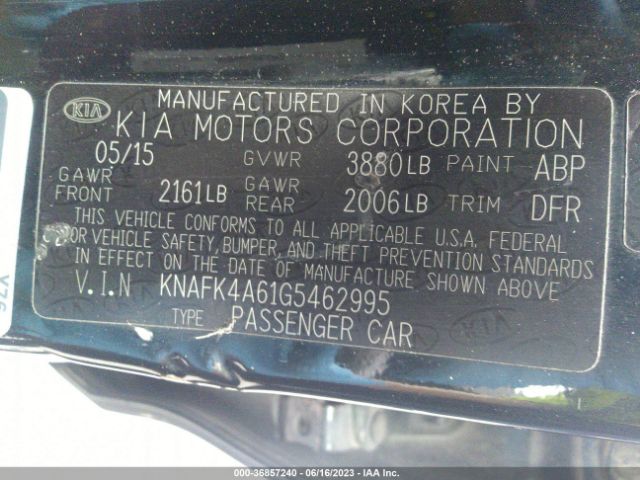 KIA
MANUFACTURED IN KOREA BY
KIA MOTORS CORPORATION
05/15 GVWR 3880LB PAINT ABP
GAWR FRONT 2161LB GAWR REAR 2006LB TRIM DFR
THIS VEHICLE CONFORMS TO ALL APPLICABLE U.S.A. FEDERAL
MOTOR VEHICLE SAFETY, BUMPER, AND THEFT PREVENTION STANDARDS
IN EFFECT ON THE DATE OF MANUFACTURE SHOWN ABOVE
V.I.N KNAFK4A61G5462995
TYPE PASSENGER CAR
000-36857240 - 06/16/2023 - IAA Inc.